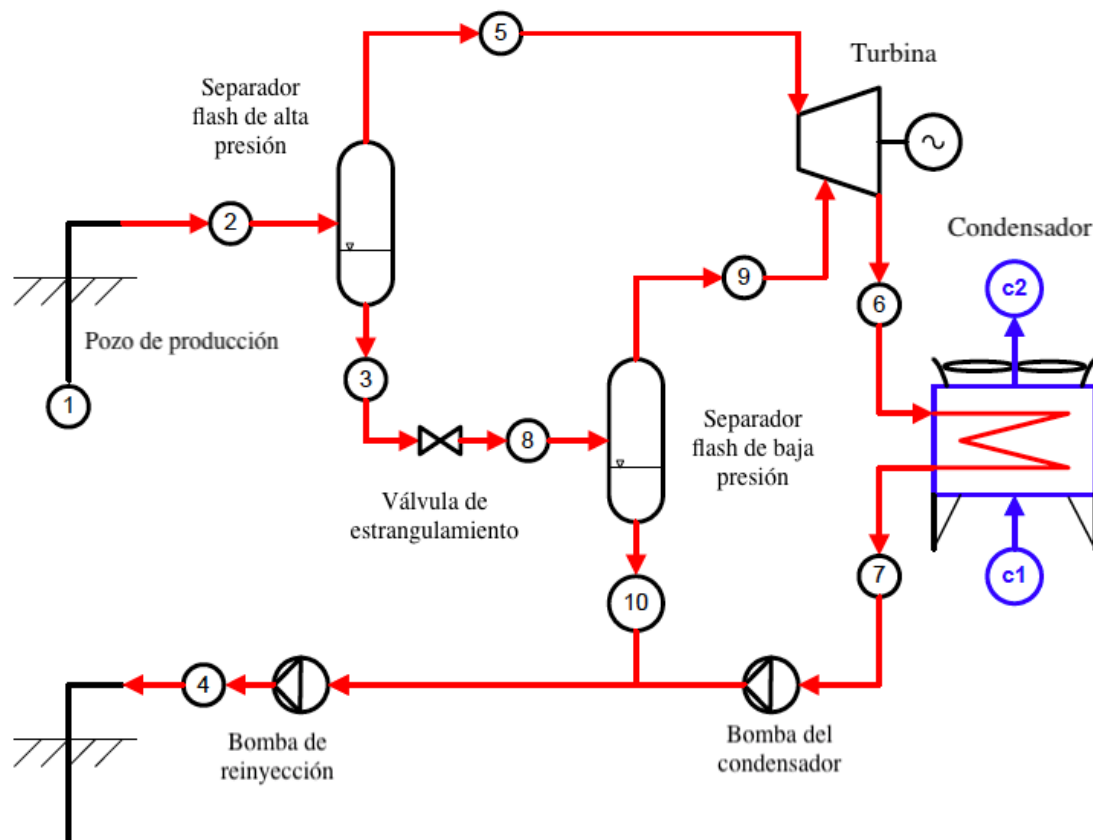 5
Turbina
Separador
flash de alta
presión
2
Condensador
9
c2
6
Pozo de producción
3
1
Separador
flash de baja
presión
8
Válvula de
estrangulamiento
7
c1
10
4
Bomba de
reinyección
Bomba del
condensador